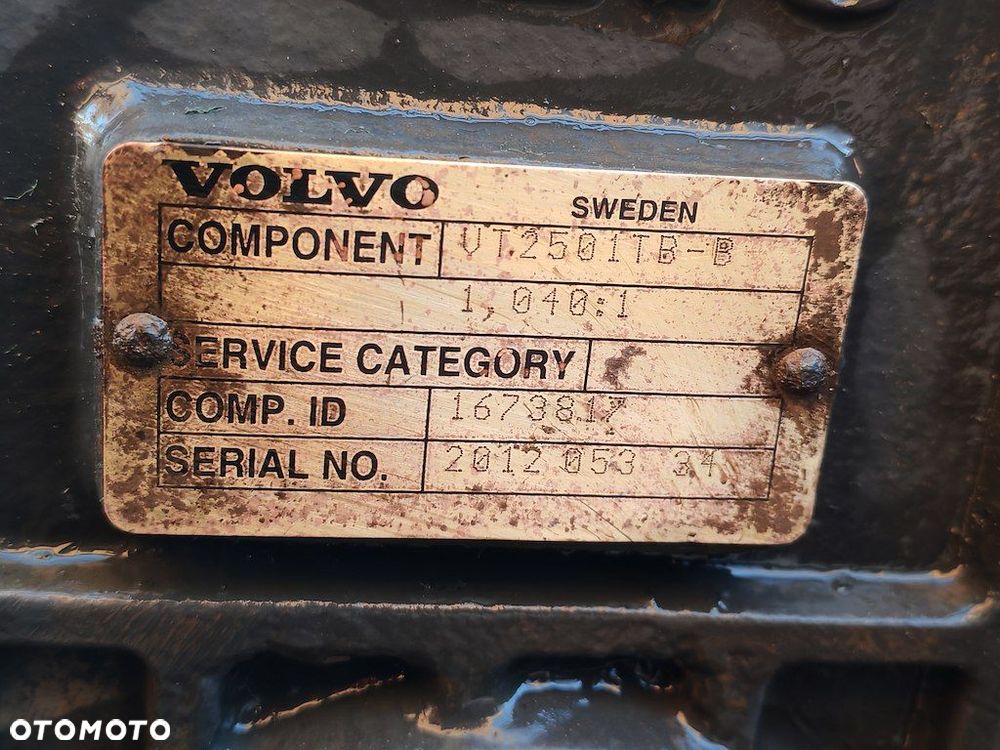 VOLVO
SWEDEN
COMPONENT VT2501TB-B
1,040:1
SERVICE CATEGORY
COMP. ID 1673817
SERIAL NO. 2012 053 34
OTOMOTO